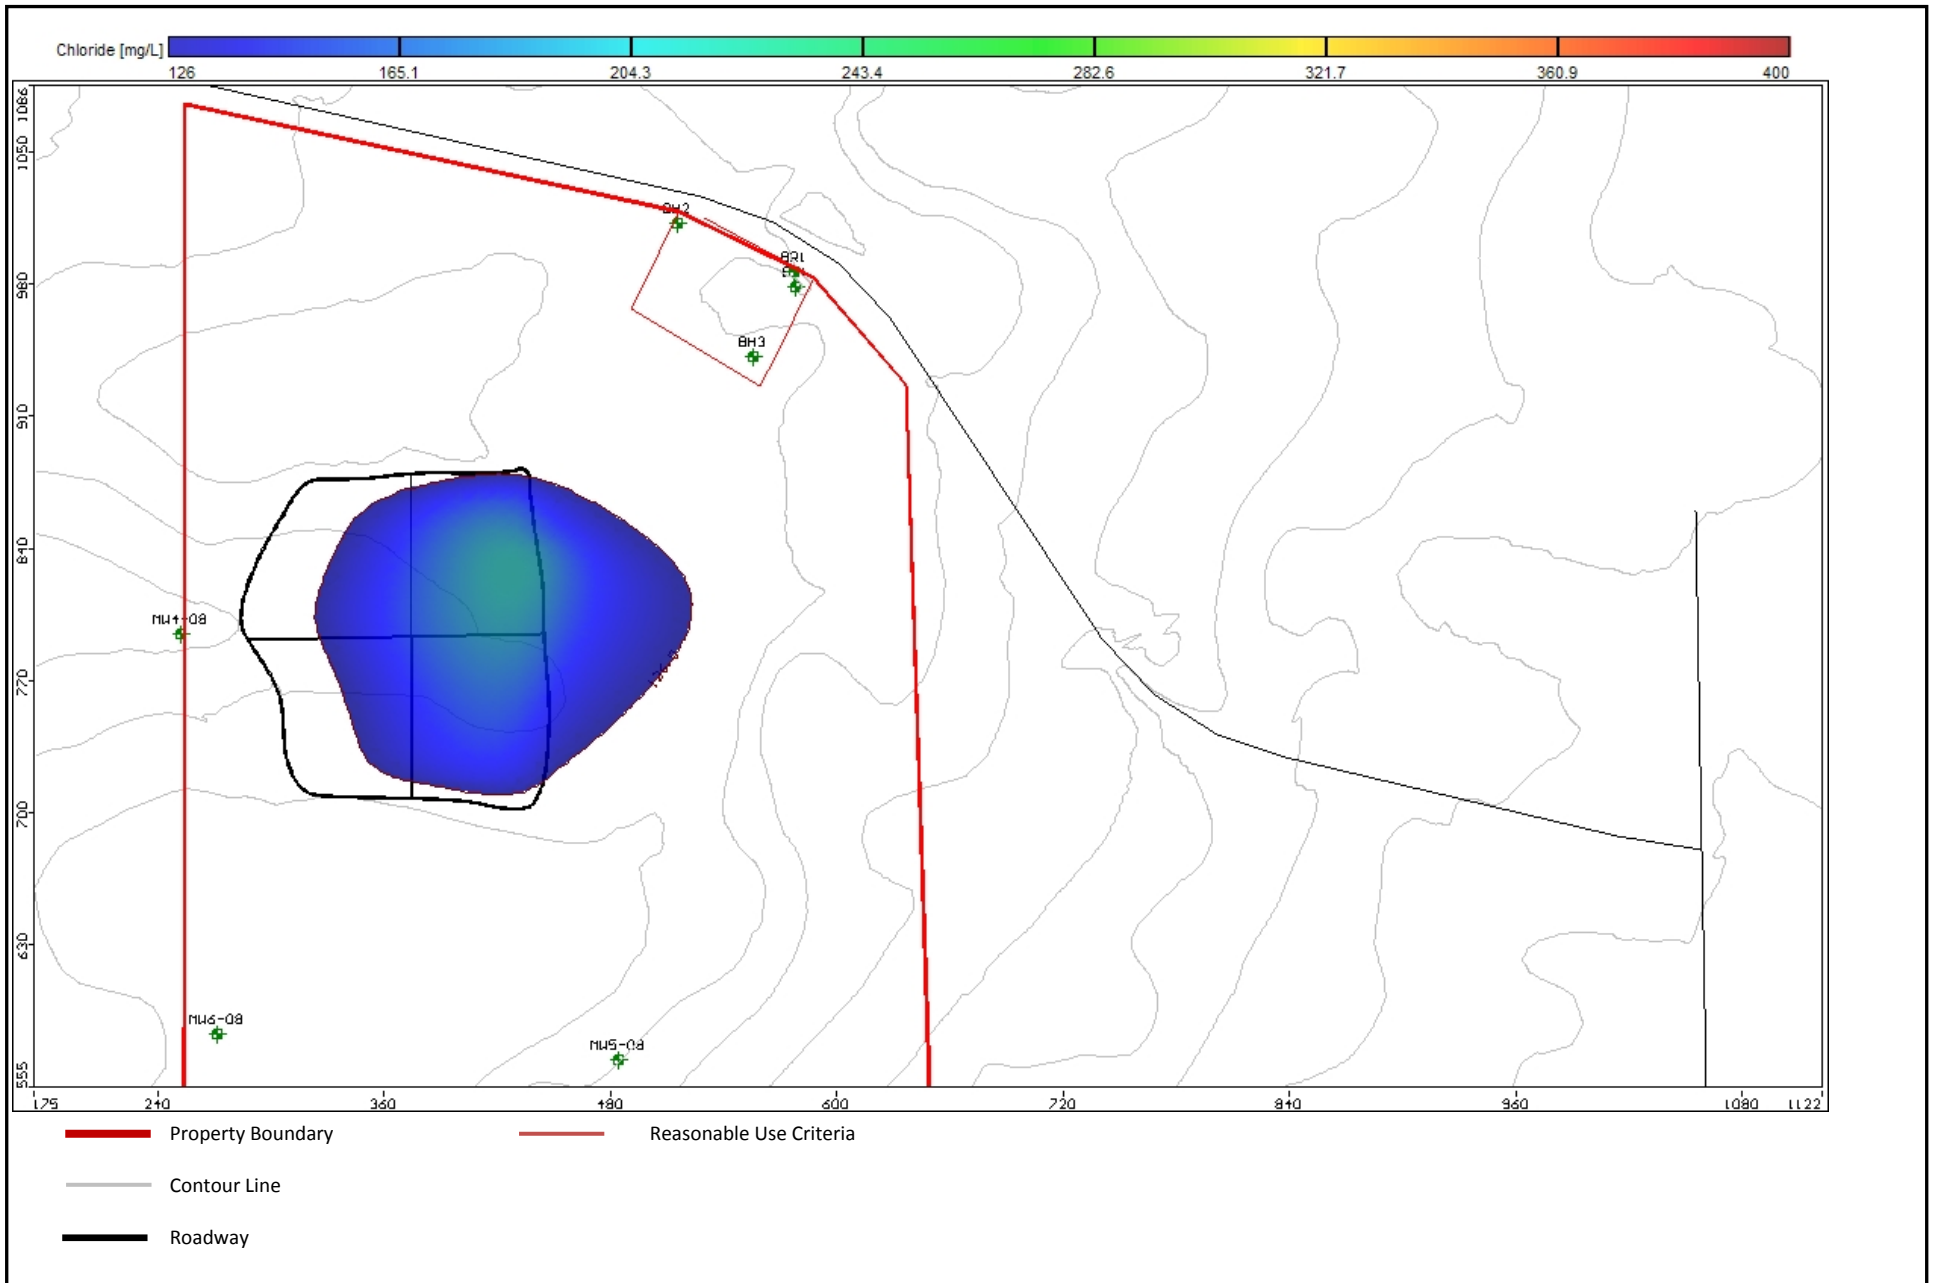 Chloride [mg/L]
126 165.1 204.3 243.4 282.6 321.7 360.9 400
1086
1050
980
910
840
770
700
630
555
BH2
BR1
BH3
MW4-08
MW6-08
MW5-08
175 240 360 480 600 720 840 960 1080 1122
Property Boundary Reasonable Use Criteria
Contour Line
Roadway